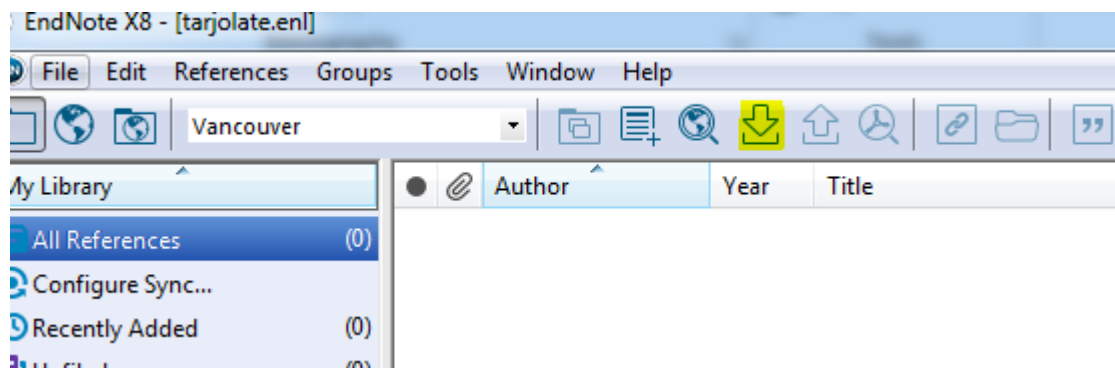 EndNote X8 - [tarjolate.enl]
File Edit References Groups Tools Window Help
Vancouver
My Library
Author Year Title
All References (0)
Configure Sync...
Recently Added (0)
(0)